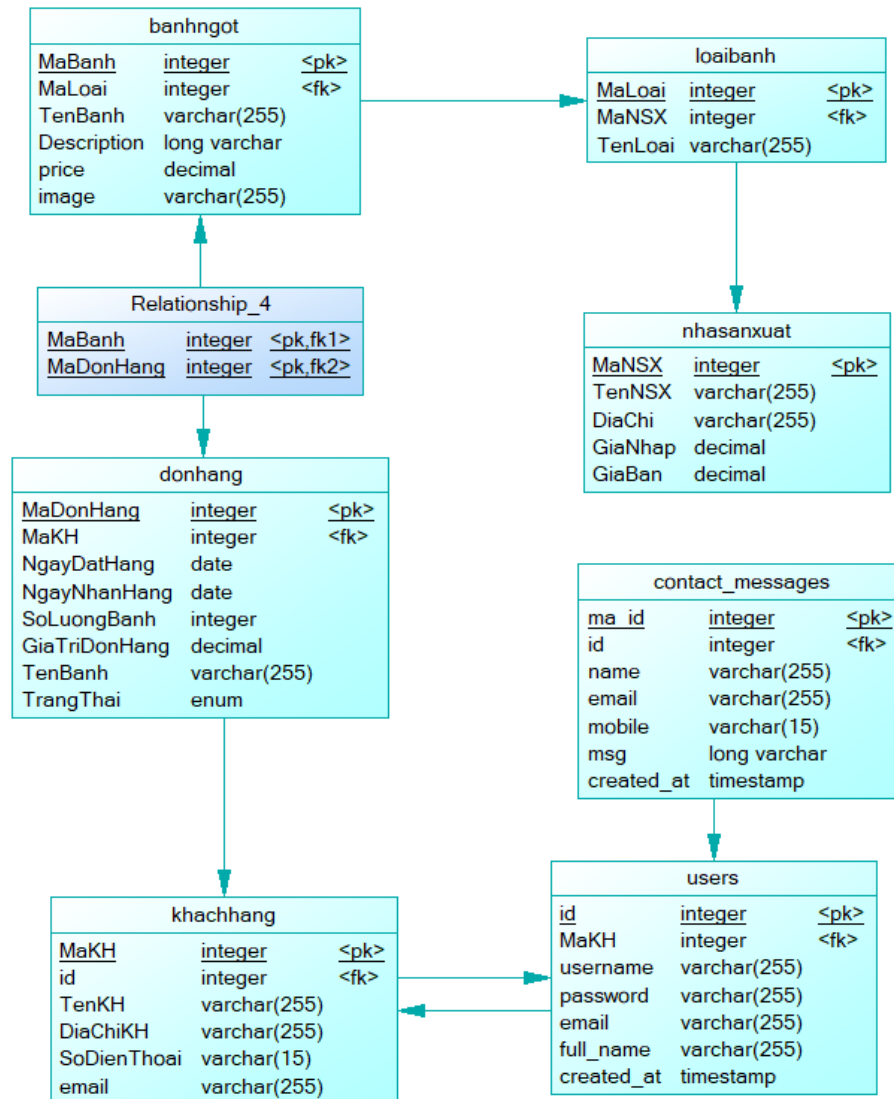 banhngot
MaBanh integer <pk>
MaLoai integer <fk>
TenBanh varchar(255)
Description long varchar
price decimal
image varchar(255)
loaibanh
MaLoai integer <pk>
MaNSX integer <fk>
TenLoai varchar(255)
Relationship_4
MaBanh integer <pk,fk1>
MaDonHang integer <pk,fk2>
nhasanxuat
MaNSX integer <pk>
TenNSX varchar(255)
DiaChi varchar(255)
GiaNhap decimal
GiaBan decimal
donhang
MaDonHang integer <pk>
MaKH integer <fk>
NgayDatHang date
NgayNhanHang date
SoLuongBanh integer
GiaTriDonHang decimal
TenBanh varchar(255)
TrangThai enum
contact_messages
ma_id integer <pk>
id integer <fk>
name varchar(255)
email varchar(255)
mobile varchar(15)
msg long varchar
created_at timestamp
khachhang
MaKH integer <pk>
id integer <fk>
TenKH varchar(255)
DiaChiKH varchar(255)
SoDienThoai varchar(15)
email varchar(255)
users
id integer <pk>
MaKH integer <fk>
username varchar(255)
password varchar(255)
email varchar(255)
full_name varchar(255)
created_at timestamp